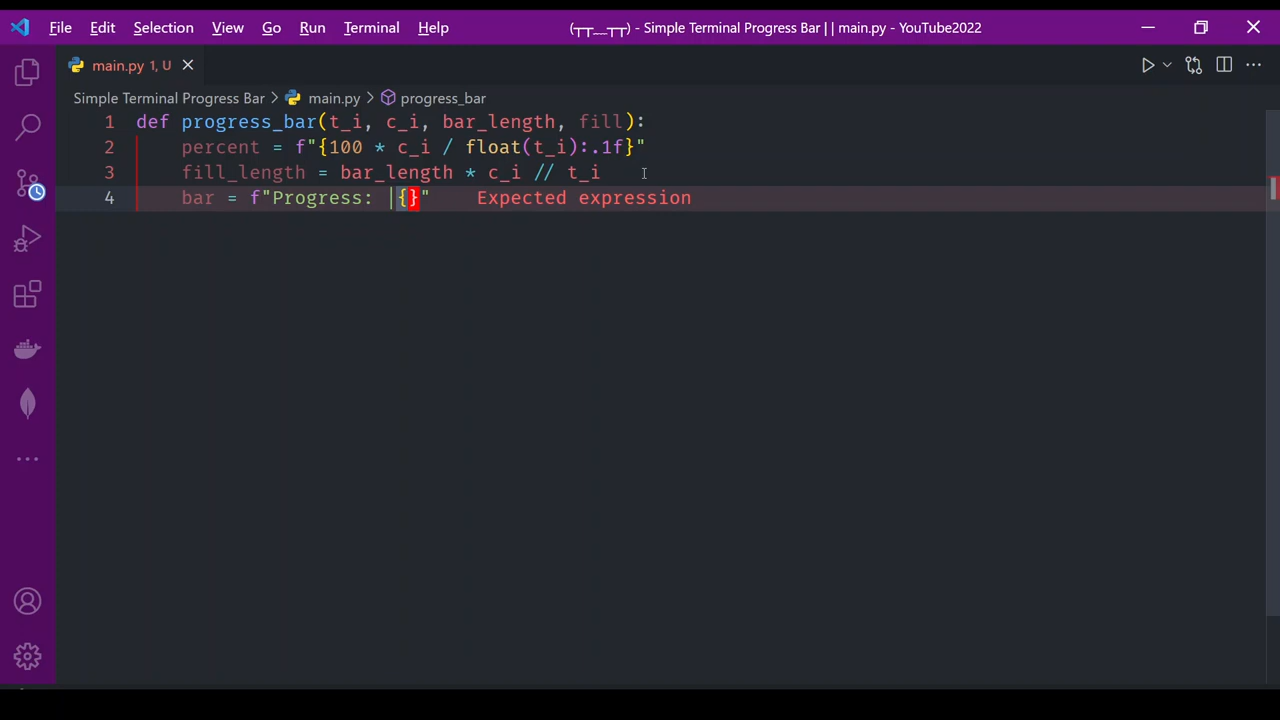 File Edit Selection View Go Run Terminal Help (┬┬﹏┬┬) - Simple Terminal Progress Bar | | main.py - YouTube2022
main.py 1, U
Simple Terminal Progress Bar > main.py > progress_bar
1 def progress_bar(t_i, c_i, bar_length, fill):
2 percent = f"{100 * c_i / float(t_i):.1f}"
3 fill_length = bar_length * c_i // t_i
4 bar = f"Progress: |{}" Expected expression